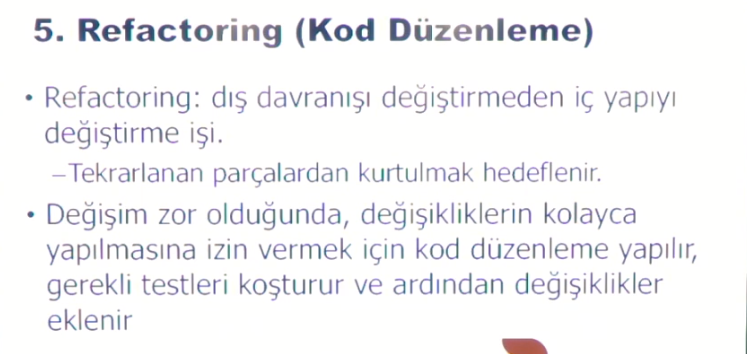 5. Refactoring (Kod Düzenleme)
• Refactoring: dış davranışı değiştirmeden iç yapıyı
değiştirme işi.
–Tekrarlanan parçalardan kurtulmak hedeflenir.
• Değişim zor olduğunda, değişikliklerin kolayca
yapılmasına izin vermek için kod düzenleme yapılır,
gerekli testleri koşturur ve ardından değişiklikler
eklenir